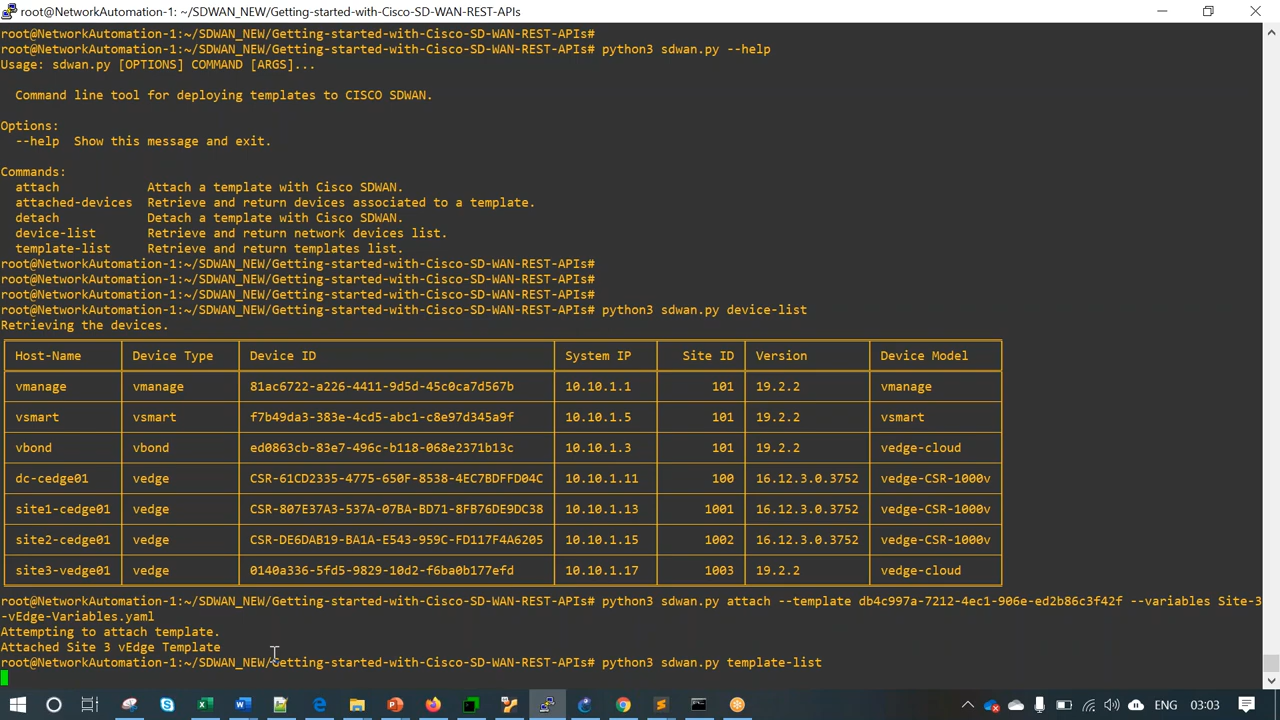 root@NetworkAutomation-1: ~/SDWAN_NEW/Getting-started-with-Cisco-SD-WAN-REST-APIs
root@NetworkAutomation-1:~/SDWAN_NEW/Getting-started-with-Cisco-SD-WAN-REST-APIs#
root@NetworkAutomation-1:~/SDWAN_NEW/Getting-started-with-Cisco-SD-WAN-REST-APIs# python3 sdwan.py --help
Usage: sdwan.py [OPTIONS] COMMAND [ARGS]...
Command line tool for deploying templates to CISCO SDWAN.
Options:
--help  Show this message and exit.
Commands:
attach            Attach a template with Cisco SDWAN.
attached-devices  Retrieve and return devices associated to a template.
detach            Detach a template with Cisco SDWAN.
device-list       Retrieve and return network devices list.
template-list     Retrieve and return templates list.
root@NetworkAutomation-1:~/SDWAN_NEW/Getting-started-with-Cisco-SD-WAN-REST-APIs#
root@NetworkAutomation-1:~/SDWAN_NEW/Getting-started-with-Cisco-SD-WAN-REST-APIs#
root@NetworkAutomation-1:~/SDWAN_NEW/Getting-started-with-Cisco-SD-WAN-REST-APIs#
root@NetworkAutomation-1:~/SDWAN_NEW/Getting-started-with-Cisco-SD-WAN-REST-APIs# python3 sdwan.py device-list
Retrieving the devices.
Host-Name Device Type Device ID System IP Site ID Version Device Model
vmanage vmanage 81ac6722-a226-4411-9d5d-45c0ca7d567b 10.10.1.1 101 19.2.2 vmanage
vsmart vsmart f7b49da3-383e-4cd5-abc1-c8e97d345a9f 10.10.1.5 101 19.2.2 vsmart
vbond vbond ed0863cb-83e7-496c-b118-068e2371b13c 10.10.1.3 101 19.2.2 vedge-cloud
dc-cedge01 vedge CSR-61CD2335-4775-650F-8538-4EC7BDFFD04C 10.10.1.11 100 16.12.3.0.3752 vedge-CSR-1000v
site1-cedge01 vedge CSR-807E37A3-537A-07BA-BD71-8FB76DE9DC38 10.10.1.13 1001 16.12.3.0.3752 vedge-CSR-1000v
site2-cedge01 vedge CSR-DE6DAB19-BA1A-E543-959C-FD117F4A6205 10.10.1.15 1002 16.12.3.0.3752 vedge-CSR-1000v
site3-vedge01 vedge 0140a336-5fd5-9829-10d2-f6ba0b177efd 10.10.1.17 1003 19.2.2 vedge-cloud
root@NetworkAutomation-1:~/SDWAN_NEW/Getting-started-with-Cisco-SD-WAN-REST-APIs# python3 sdwan.py attach --template db4c997a-7212-4ec1-906e-ed2b86c3f42f --variables Site-3
-vEdge-Variables.yaml
Attempting to attach template.
Attached Site 3 vEdge Template
root@NetworkAutomation-1:~/SDWAN_NEW/Getting-started-with-Cisco-SD-WAN-REST-APIs# python3 sdwan.py template-list
ENG 03:03